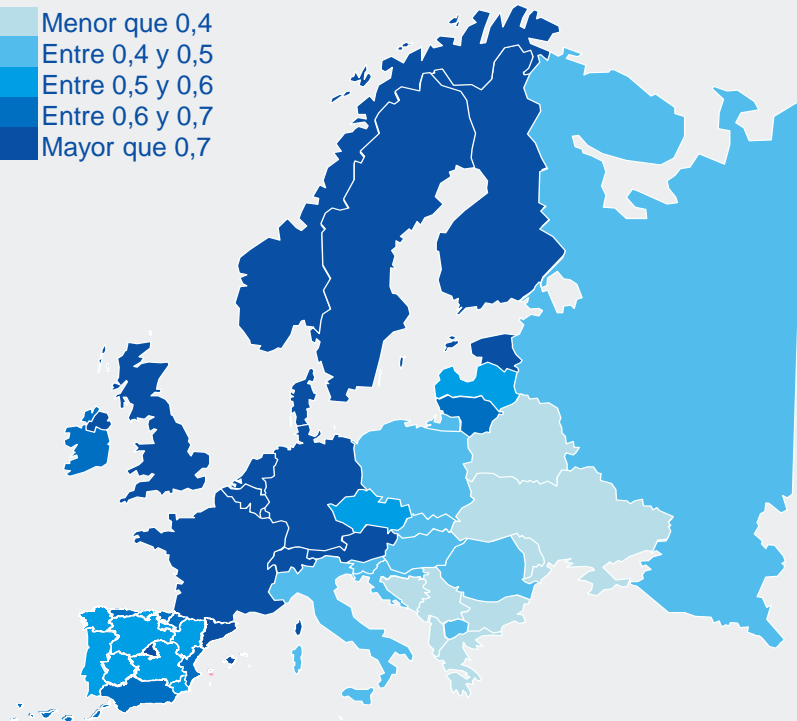 Menor que 0,4
Entre 0,4 y 0,5
Entre 0,5 y 0,6
Entre 0,6 y 0,7
Mayor que 0,7